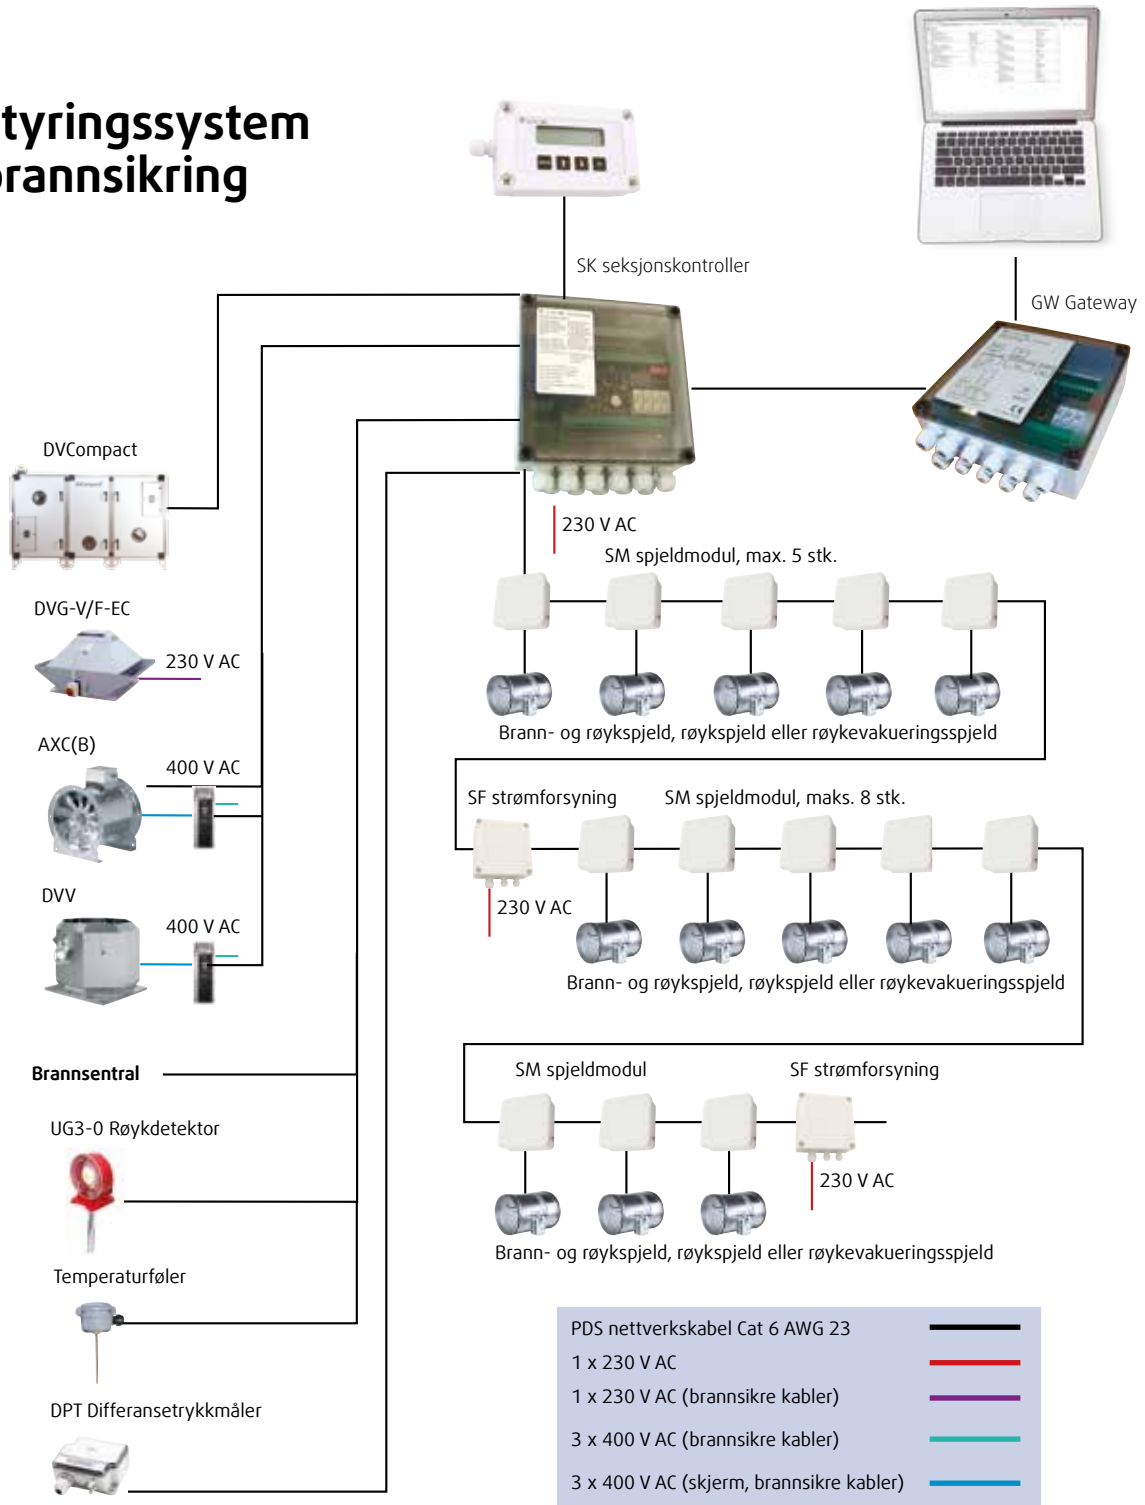 tyringssystem
brannsikring
SK seksjonskontroller
GW Gateway
DVCompact
230 V AC
SM spjeldmodul, max. 5 stk.
DVG-V/F-EC
230 V AC
Brann- og røykspjeld, røykspjeld eller røykevakueringsspjeld
AXC(B)
400 V AC
SF strømforsyning
SM spjeldmodul, maks. 8 stk.
DVV
400 V AC
230 V AC
Brann- og røykspjeld, røykspjeld eller røykevakueringsspjeld
Brannsentral
SM spjeldmodul
SF strømforsyning
UG3-0 Røykdetektor
230 V AC
Brann- og røykspjeld, røykspjeld eller røykevakueringsspjeld
Temperaturføler
PDS nettverkskabel Cat 6 AWG 23
1 x 230 V AC
1 x 230 V AC (brannsikre kabler)
DPT Differansetrykkmåler
3 x 400 V AC (brannsikre kabler)
3 x 400 V AC (skjerm, brannsikre kabler)